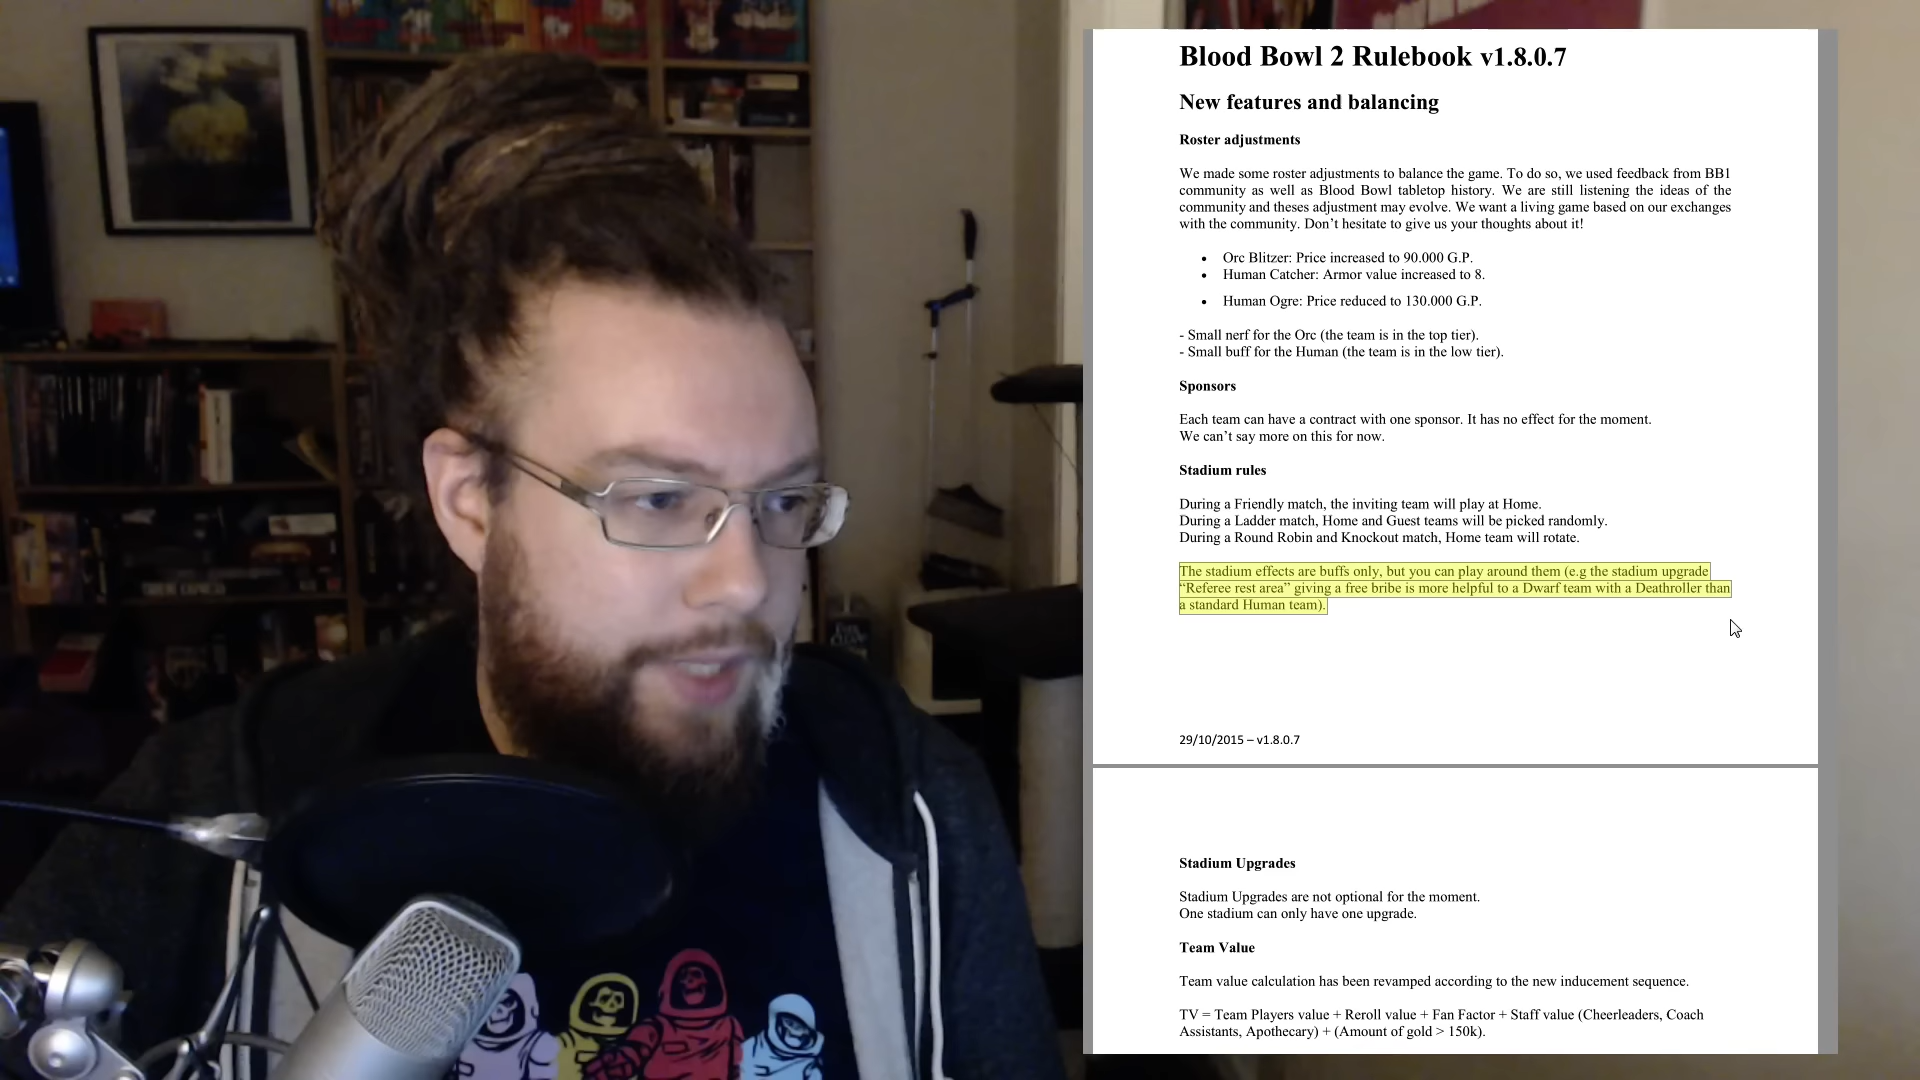 Blood Bowl 2 Rulebook v1.8.0.7
New features and balancing
Roster adjustments
We made some roster adjustments to balance the game. To do so, we used feedback from BB1
community as well as Blood Bowl tabletop history. We are still listening the ideas of the
community and theses adjustment may evolve. We want a living game based on our exchanges
with the community. Don’t hesitate to give us your thoughts about it!
• Orc Blitzer: Price increased to 90.000 G.P.
• Human Catcher: Armor value increased to 8.
• Human Ogre: Price reduced to 130.000 G.P.
- Small nerf for the Orc (the team is in the top tier).
- Small buff for the Human (the team is in the low tier).
Sponsors
Each team can have a contract with one sponsor. It has no effect for the moment.
We can’t say more on this for now.
Stadium rules
During a Friendly match, the inviting team will play at Home.
During a Ladder match, Home and Guest teams will be picked randomly.
During a Round Robin and Knockout match, Home team will rotate.
The stadium effects are buffs only, but you can play around them (e.g the stadium upgrade
“Referee rest area” giving a free bribe is more helpful to a Dwarf team with a Deathroller than
a standard Human team).
29/10/2015 – v1.8.0.7
Stadium Upgrades
Stadium Upgrades are not optional for the moment.
One stadium can only have one upgrade.
Team Value
Team value calculation has been revamped according to the new inducement sequence.
TV = Team Players value + Reroll value + Fan Factor + Staff value (Cheerleaders, Coach
Assistants, Apothecary) + (Amount of gold > 150k).